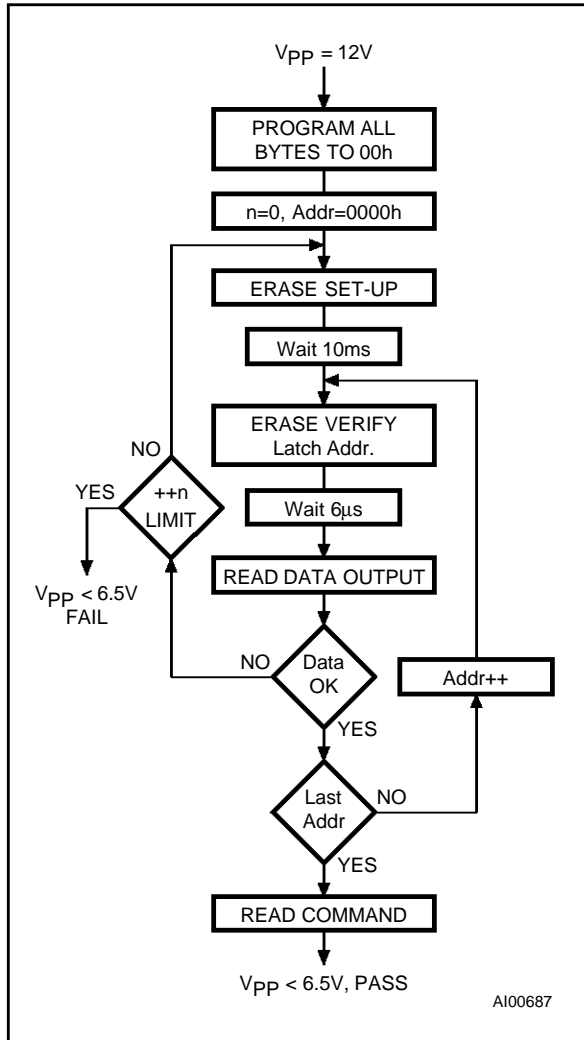 VPP = 12V
PROGRAM ALL
BYTES TO 00h
n=0, Addr=0000h
ERASE SET-UP
Wait 10ms
ERASE VERIFY
Latch Addr.
NO
YES
++n
LIMIT
Wait 6µs
READ DATA OUTPUT
VPP < 6.5V
FAIL
NO
Data
OK
YES
Addr++
Last
Addr
NO
YES
READ COMMAND
VPP < 6.5V, PASS
AI00687